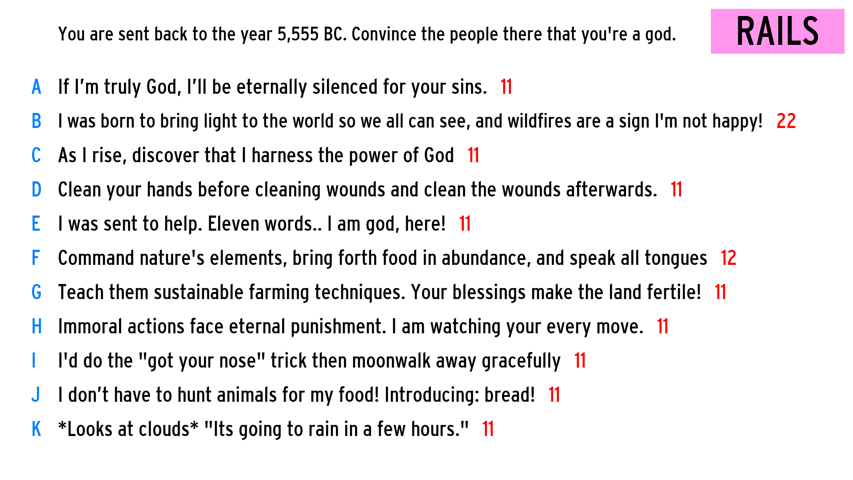 You are sent back to the year 5,555 BC. Convince the people there that you're a god.
RAILS
A If I’m truly God, I’ll be eternally silenced for your sins. 11
B I was born to bring light to the world so we all can see, and wildfires are a sign I'm not happy! 22
C As I rise, discover that I harness the power of God 11
D Clean your hands before cleaning wounds and clean the wounds afterwards. 11
E I was sent to help. Eleven words.. I am god, here! 11
F Command nature's elements, bring forth food in abundance, and speak all tongues 12
G Teach them sustainable farming techniques. Your blessings make the land fertile! 11
H Immoral actions face eternal punishment. I am watching your every move. 11
I I'd do the "got your nose" trick then moonwalk away gracefully 11
J I don’t have to hunt animals for my food! Introducing: bread! 11
K *Looks at clouds* "Its going to rain in a few hours." 11